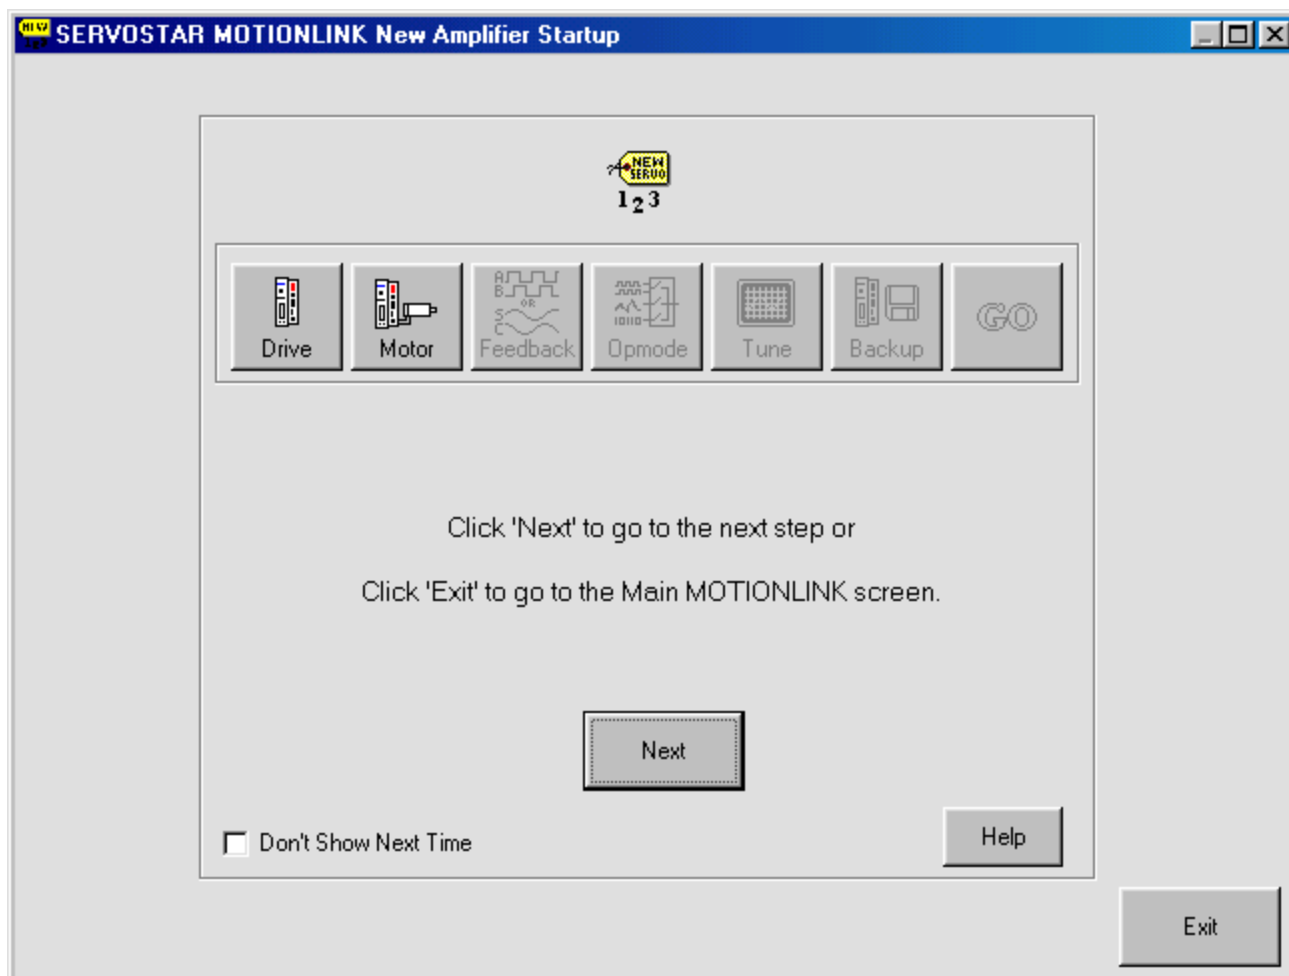 SERVOSTAR MOTIONLINK New Amplifier Startup
NEW
SERVO
1 2 3
A
B
OR
S
C
10110
GO
Drive Motor Feedback Opmode Tune Backup
Click 'Next' to go to the next step or
Click 'Exit' to go to the Main MOTIONLINK screen.
Next
Don't Show Next Time
Help
Exit